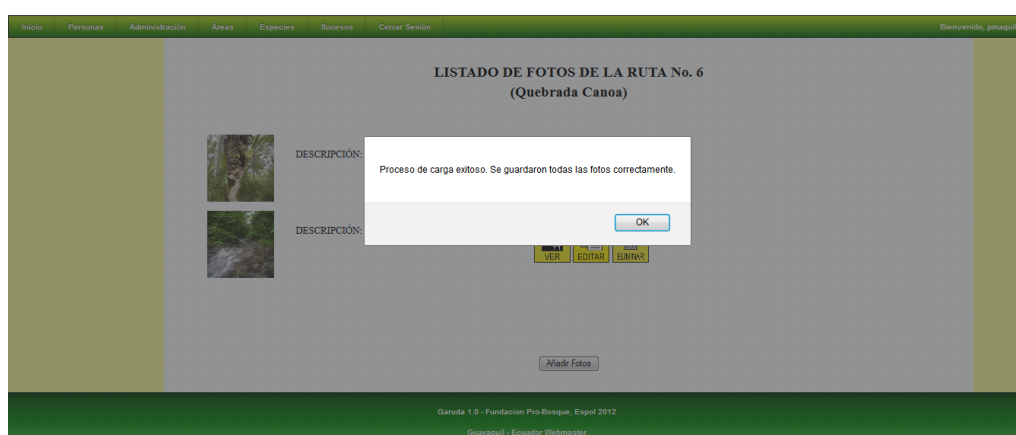 Inicio Personas Administración Áreas Especies Sucesos Cerrar Sesión Bienvenido, pmaquil
LISTADO DE FOTOS DE LA RUTA No. 6
(Quebrada Canoa)
DESCRIPCIÓN:
Proceso de carga exitoso. Se guardaron todas las fotos correctamente.
OK
DESCRIPCIÓN:
VER EDITAR ELIMINAR
Añadir Fotos
Garuda 1.0 - Fundacion Pro-Bosque, Espol 2012
Guayaquil - Ecuador Webmaster